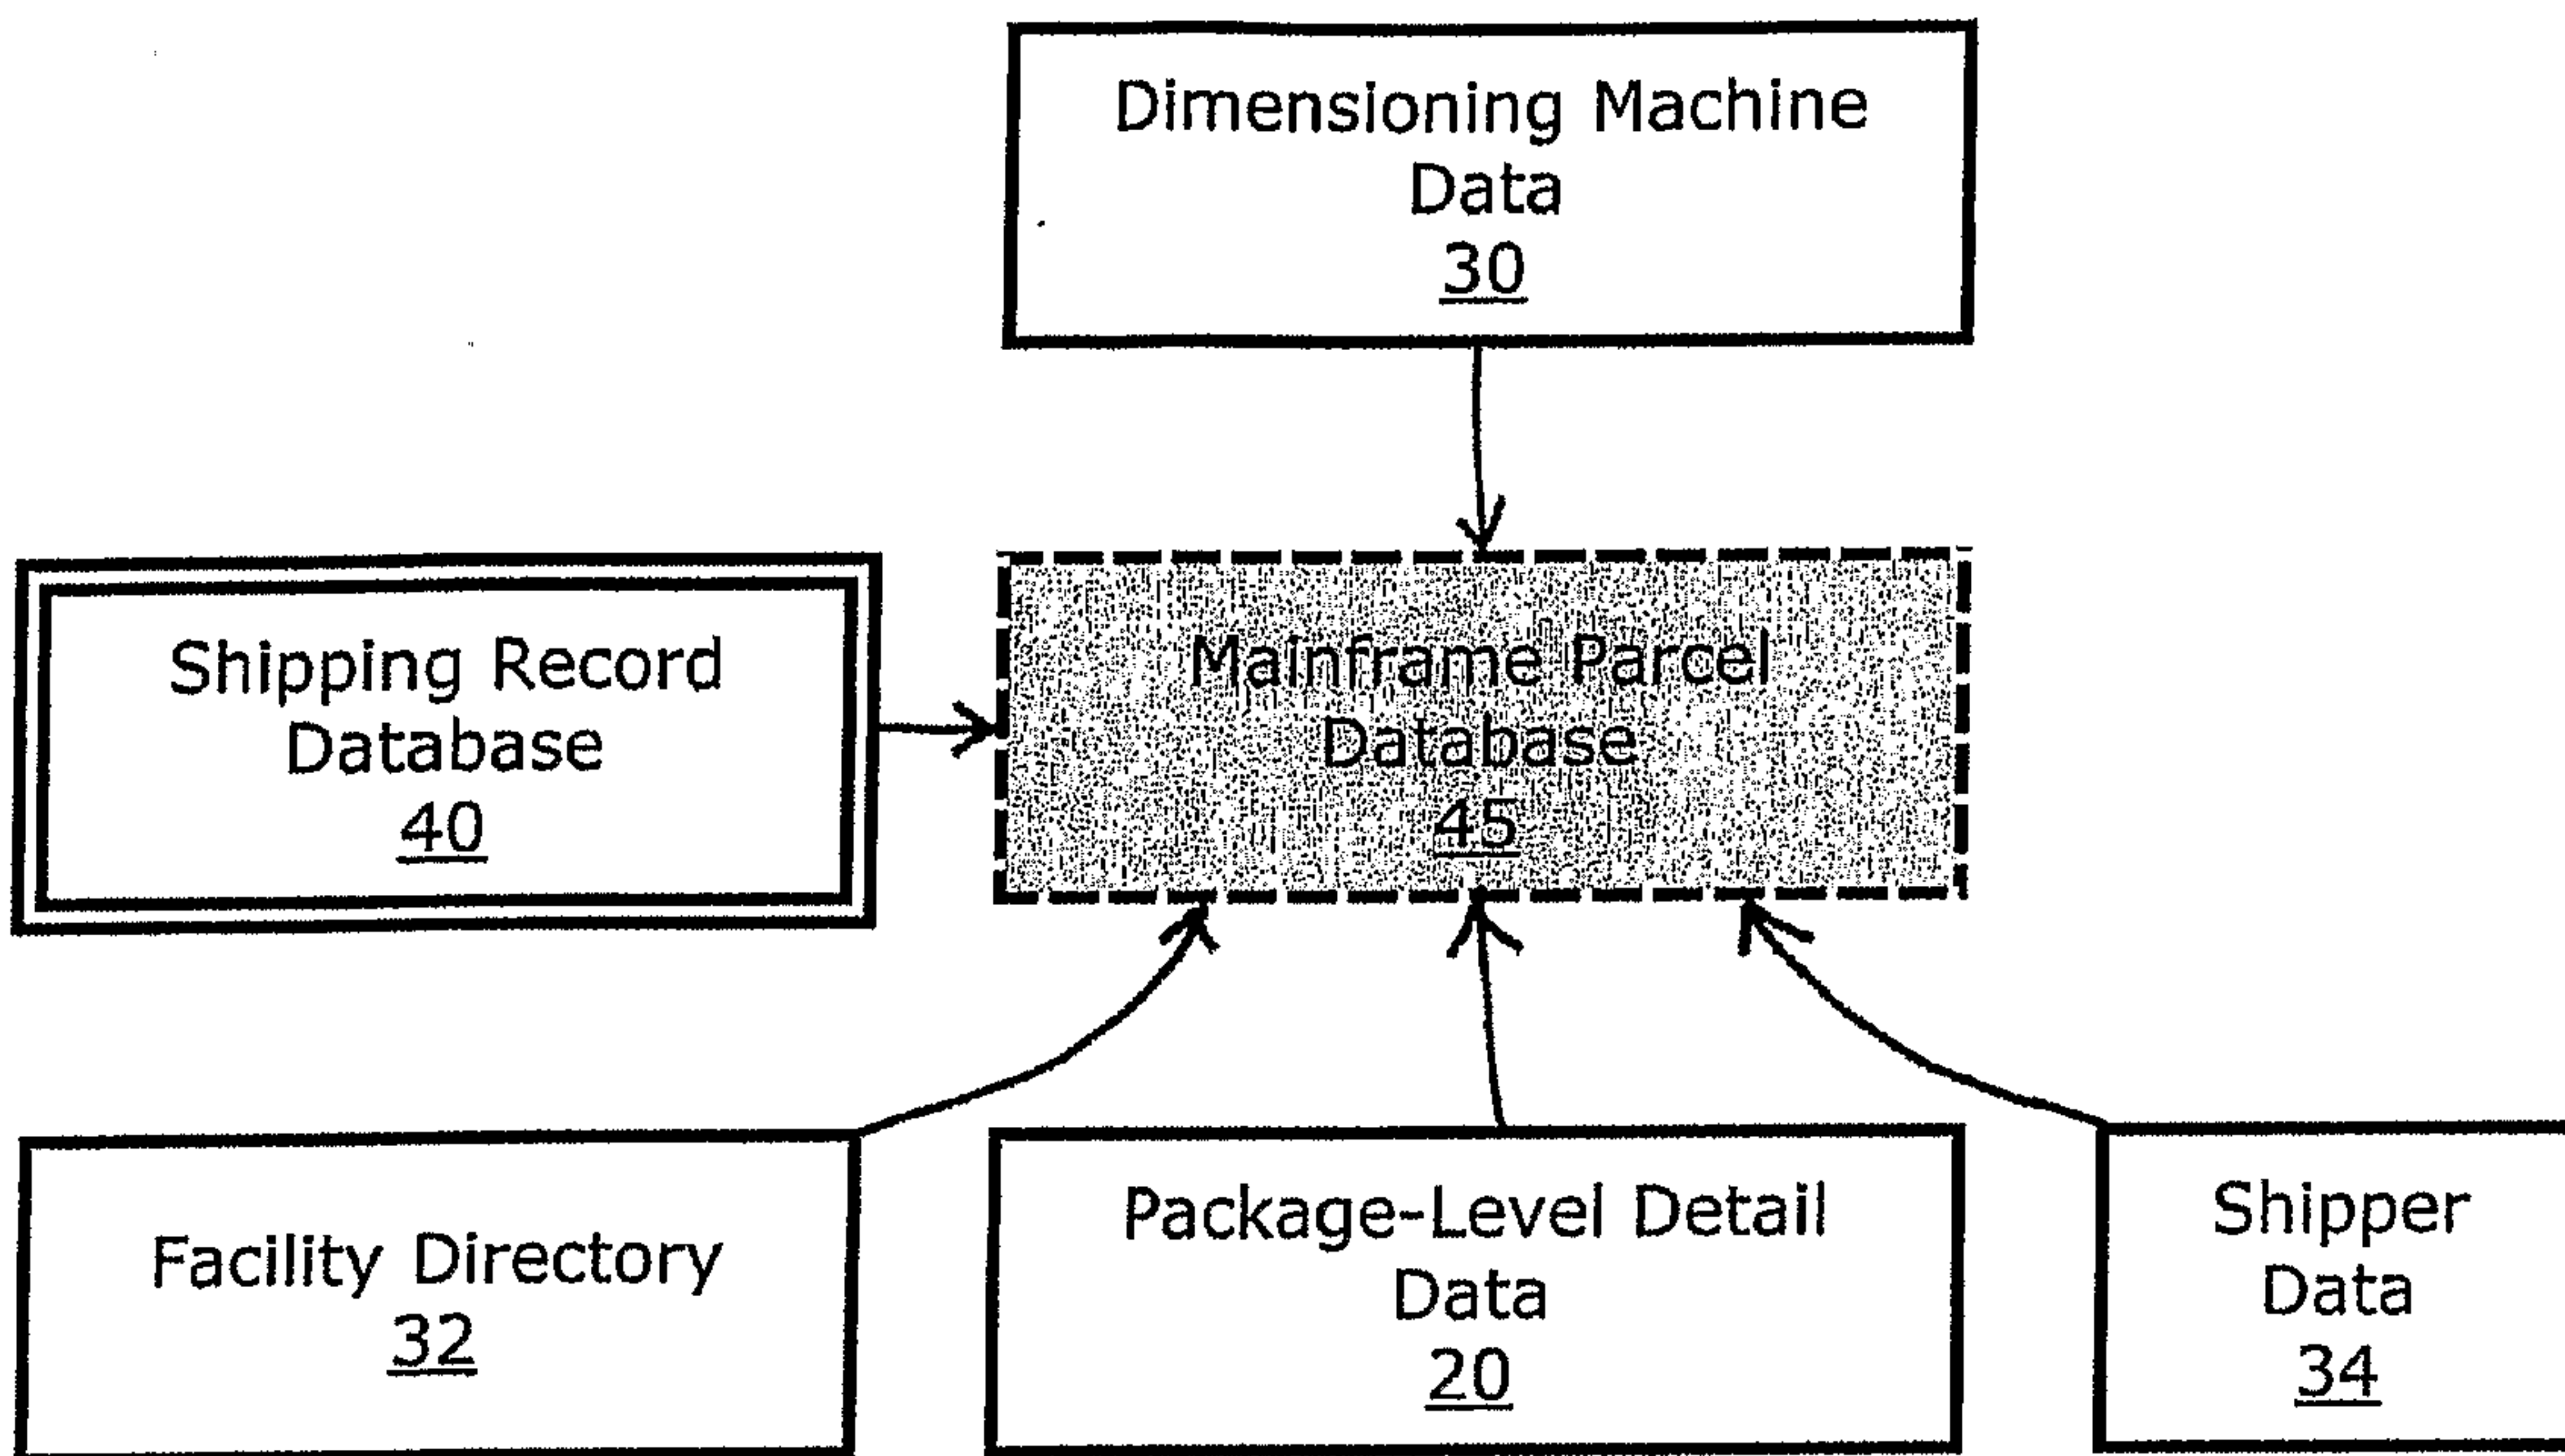 Dimensioning Machine
Data
30
Shipping Record
Database
40
Mainframe Parcel
Database
45
Facility Directory
32
Package-Level Detail
Data
20
Shipper
Data
34